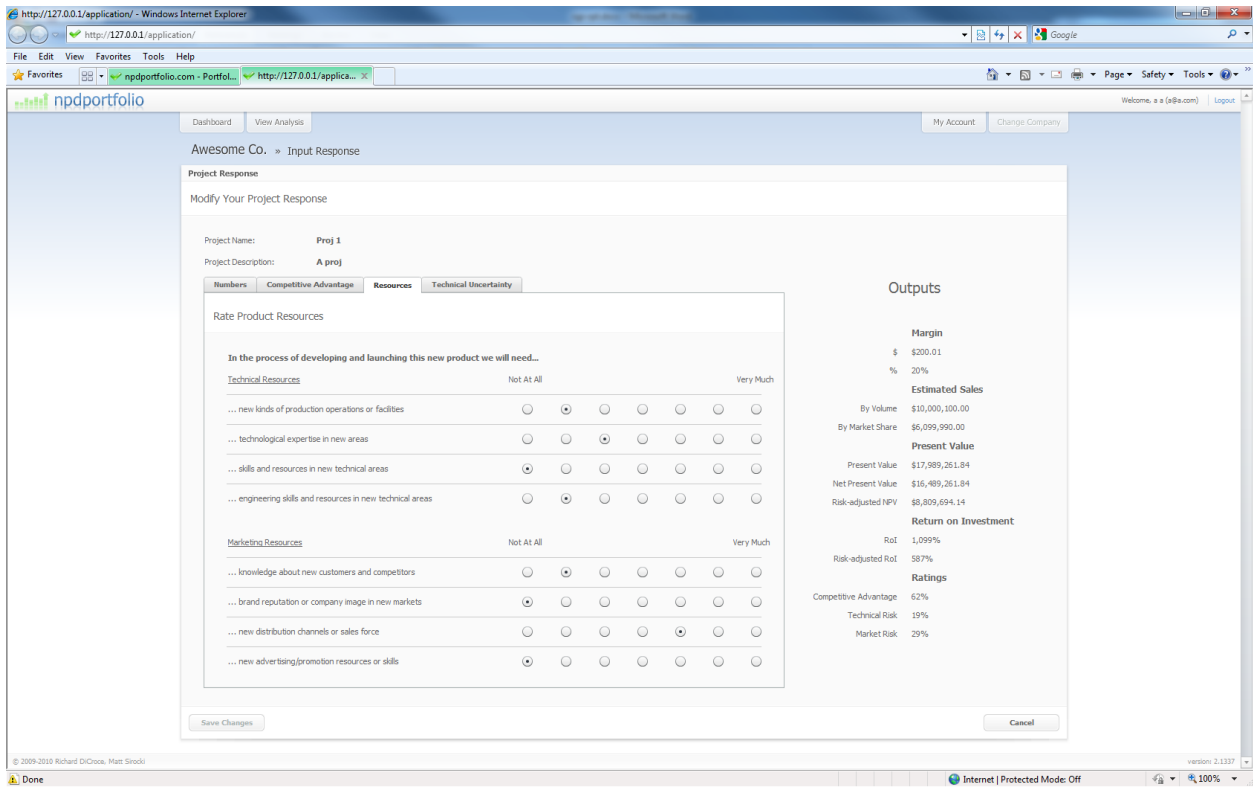 http://127.0.0.1/application/ - Windows Internet Explorer
http://127.0.0.1/application/
Google
File Edit View Favorites Tools Help
Favorites
npdportfolio.com - Portfol...
http://127.0.0.1/applica...
Page Safety Tools
npdportfolio
Welcome, a a (a@a.com) Logout
Dashboard View Analysis My Account Change Company
Awesome Co. » Input Response
Project Response
Modify Your Project Response
Project Name: Proj 1
Project Description: A proj
Numbers Competitive Advantage Resources Technical Uncertainty
Rate Product Resources
In the process of developing and launching this new product we will need...
Technical Resources Not At All Very Much
... new kinds of production operations or facilities
... technological expertise in new areas
... skills and resources in new technical areas
... engineering skills and resources in new technical areas
Marketing Resources Not At All Very Much
... knowledge about new customers and competitors
... brand reputation or company image in new markets
... new distribution channels or sales force
... new advertising/promotion resources or skills
Outputs
Margin
$ $200.01
% 20%
Estimated Sales
By Volume $10,000,100.00
By Market Share $6,099,990.00
Present Value
Present Value $17,989,261.84
Net Present Value $16,489,261.84
Risk-adjusted NPV $8,809,694.14
Return on Investment
RoI 1,099%
Risk-adjusted RoI 587%
Ratings
Competitive Advantage 62%
Technical Risk 19%
Market Risk 29%
Save Changes Cancel
© 2009-2010 Richard DiCroce, Matt Sirocki version: 2.1337
Done Internet | Protected Mode: Off 100%